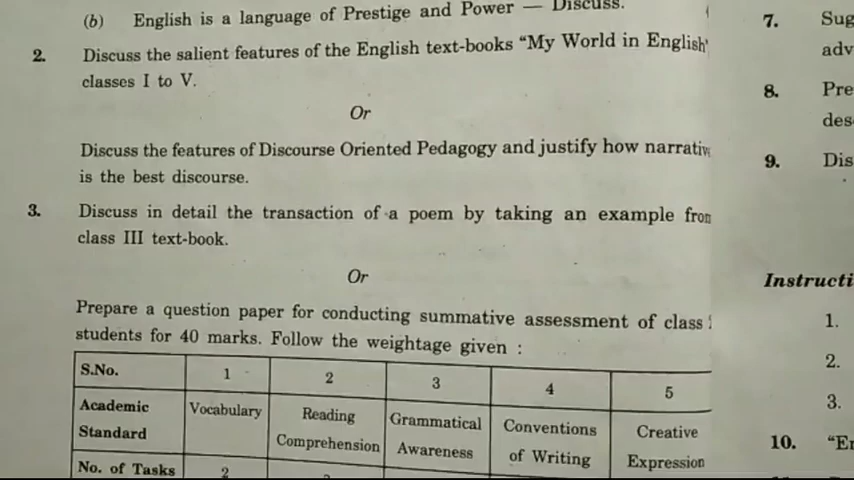 (b) English is a language of Prestige and Power — Discuss.
2. Discuss the salient features of the English text-books "My World in English"
classes I to V.
Or
Discuss the features of Discourse Oriented Pedagogy and justify how narrative
is the best discourse.
3. Discuss in detail the transaction of a poem by taking an example from
class III text-book.
Or
Prepare a question paper for conducting summative assessment of class
students for 40 marks. Follow the weightage given :
S.No. 1 2 3 4 5
Academic Standard Vocabulary Reading Comprehension Grammatical Awareness Conventions of Writing Creative Expression
No. of Tasks 2
7. Sug
adv
8. Pre
des
9. Dis
Instructi
1.
2.
3.
10. "En